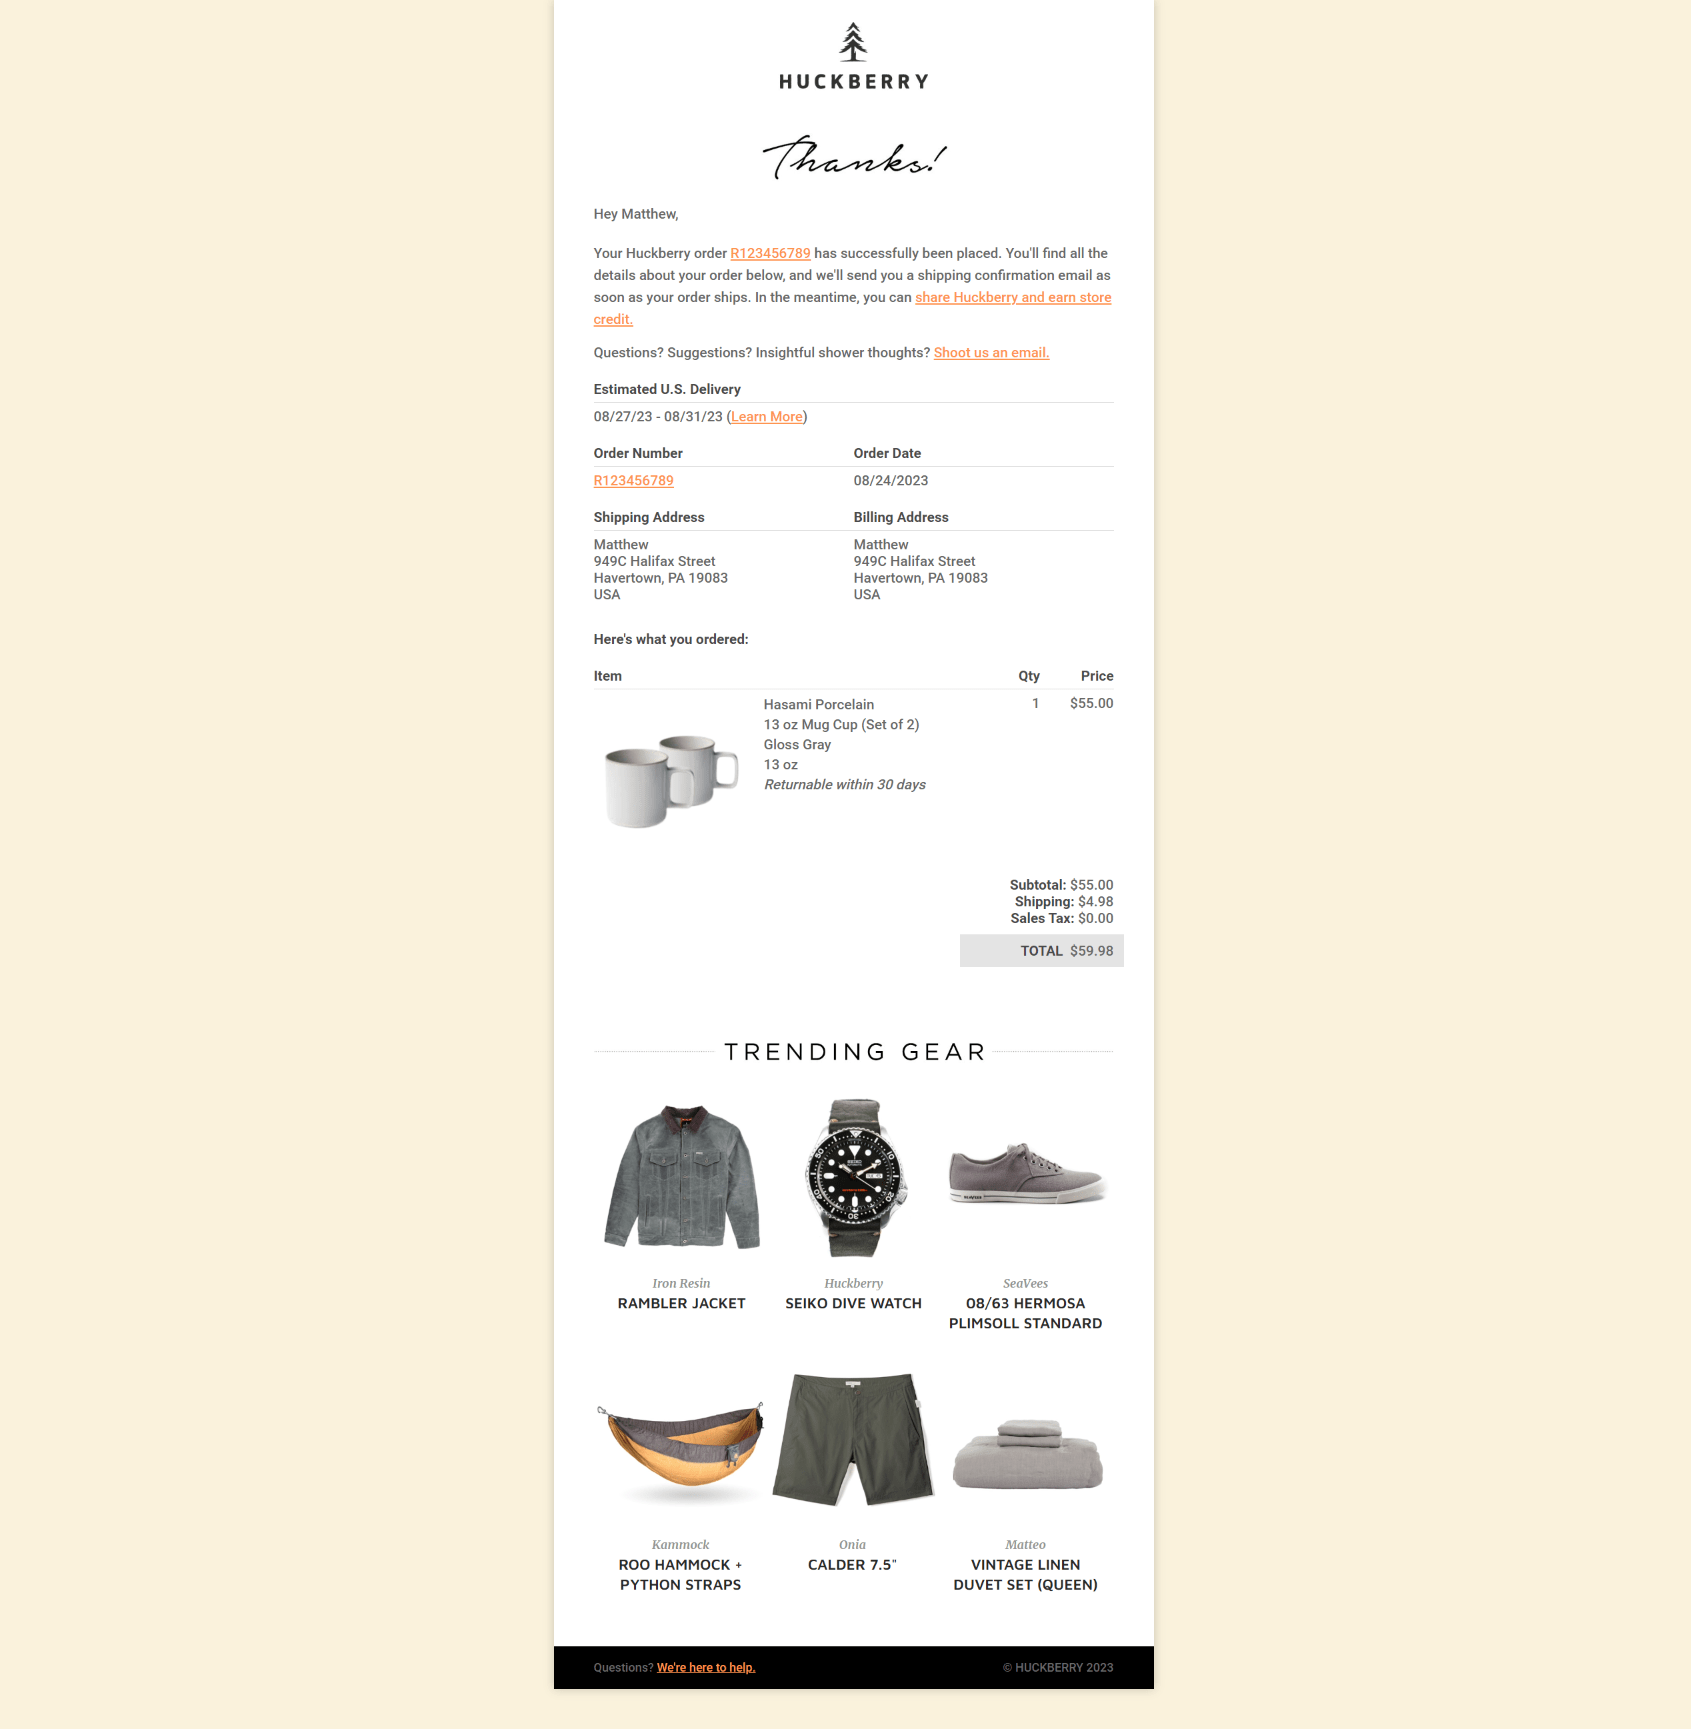 HUCKBERRY
Thanks!
Hey Matthew,
Your Huckberry order R123456789 has successfully been placed. You'll find all the
details about your order below, and we'll send you a shipping confirmation email as
soon as your order ships. In the meantime, you can share Huckberry and earn store
credit.
Questions? Suggestions? Insightful shower thoughts? Shoot us an email.
Estimated U.S. Delivery
08/27/23 - 08/31/23 (Learn More)
Order Number Order Date
R123456789 08/24/2023
Shipping Address Billing Address
Matthew Matthew
949C Halifax Street 949C Halifax Street
Havertown, PA 19083 Havertown, PA 19083
USA USA
Here's what you ordered:
Item Qty Price
Hasami Porcelain 1 $55.00
13 oz Mug Cup (Set of 2)
Gloss Gray
13 oz
Returnable within 30 days
Subtotal: $55.00
Shipping: $4.98
Sales Tax: $0.00
TOTAL $59.98
TRENDING GEAR
50 10
SEIKO
40 20
30
SEAVEES
Iron Resin Huckberry SeaVees
RAMBLER JACKET SEIKO DIVE WATCH 08/63 HERMOSA
PLIMSOLL STANDARD
Kammock Onia Matteo
ROO HAMMOCK + CALDER 7.5" VINTAGE LINEN
PYTHON STRAPS DUVET SET (QUEEN)
Questions? We're here to help. © HUCKBERRY 2023